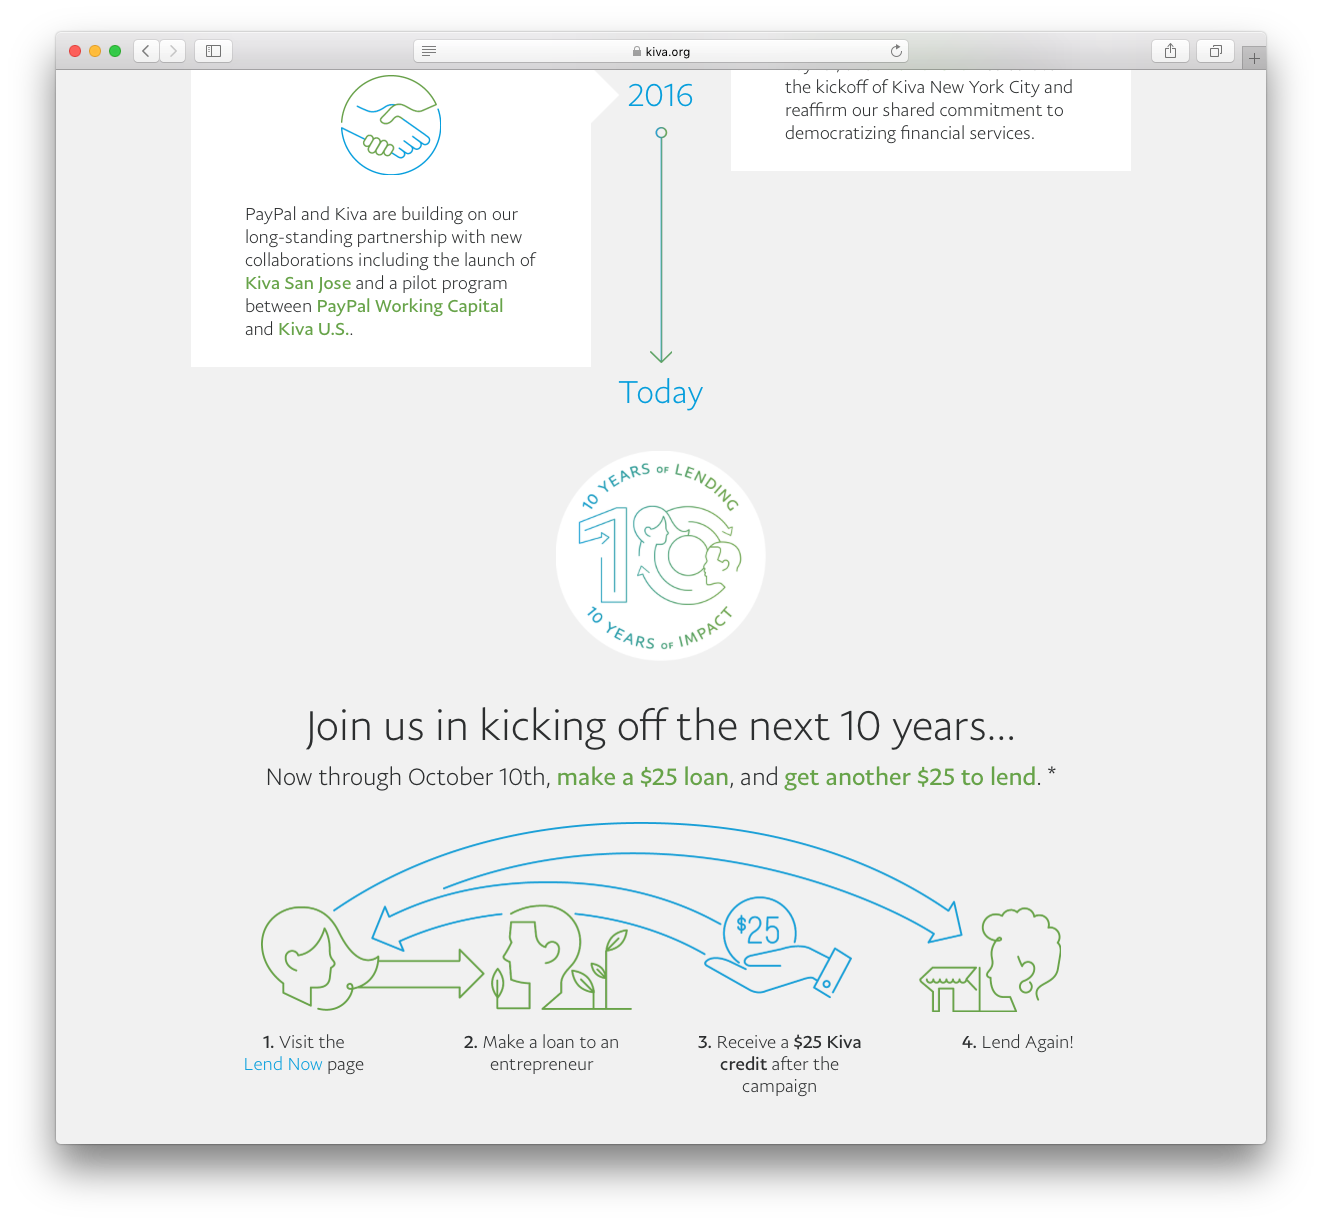 kiva.org
the kickoff of Kiva New York City and
reaffirm our shared commitment to
democratizing financial services.
2016
PayPal and Kiva are building on our
long-standing partnership with new
collaborations including the launch of
Kiva San Jose and a pilot program
between PayPal Working Capital
and Kiva U.S..
Today
10 YEARS OF LENDING
10
10 YEARS OF IMPACT
Join us in kicking off the next 10 years...
Now through October 10th, make a $25 loan, and get another $25 to lend. *
$25
1. Visit the
Lend Now page
2. Make a loan to an
entrepreneur
3. Receive a $25 Kiva
credit after the
campaign
4. Lend Again!